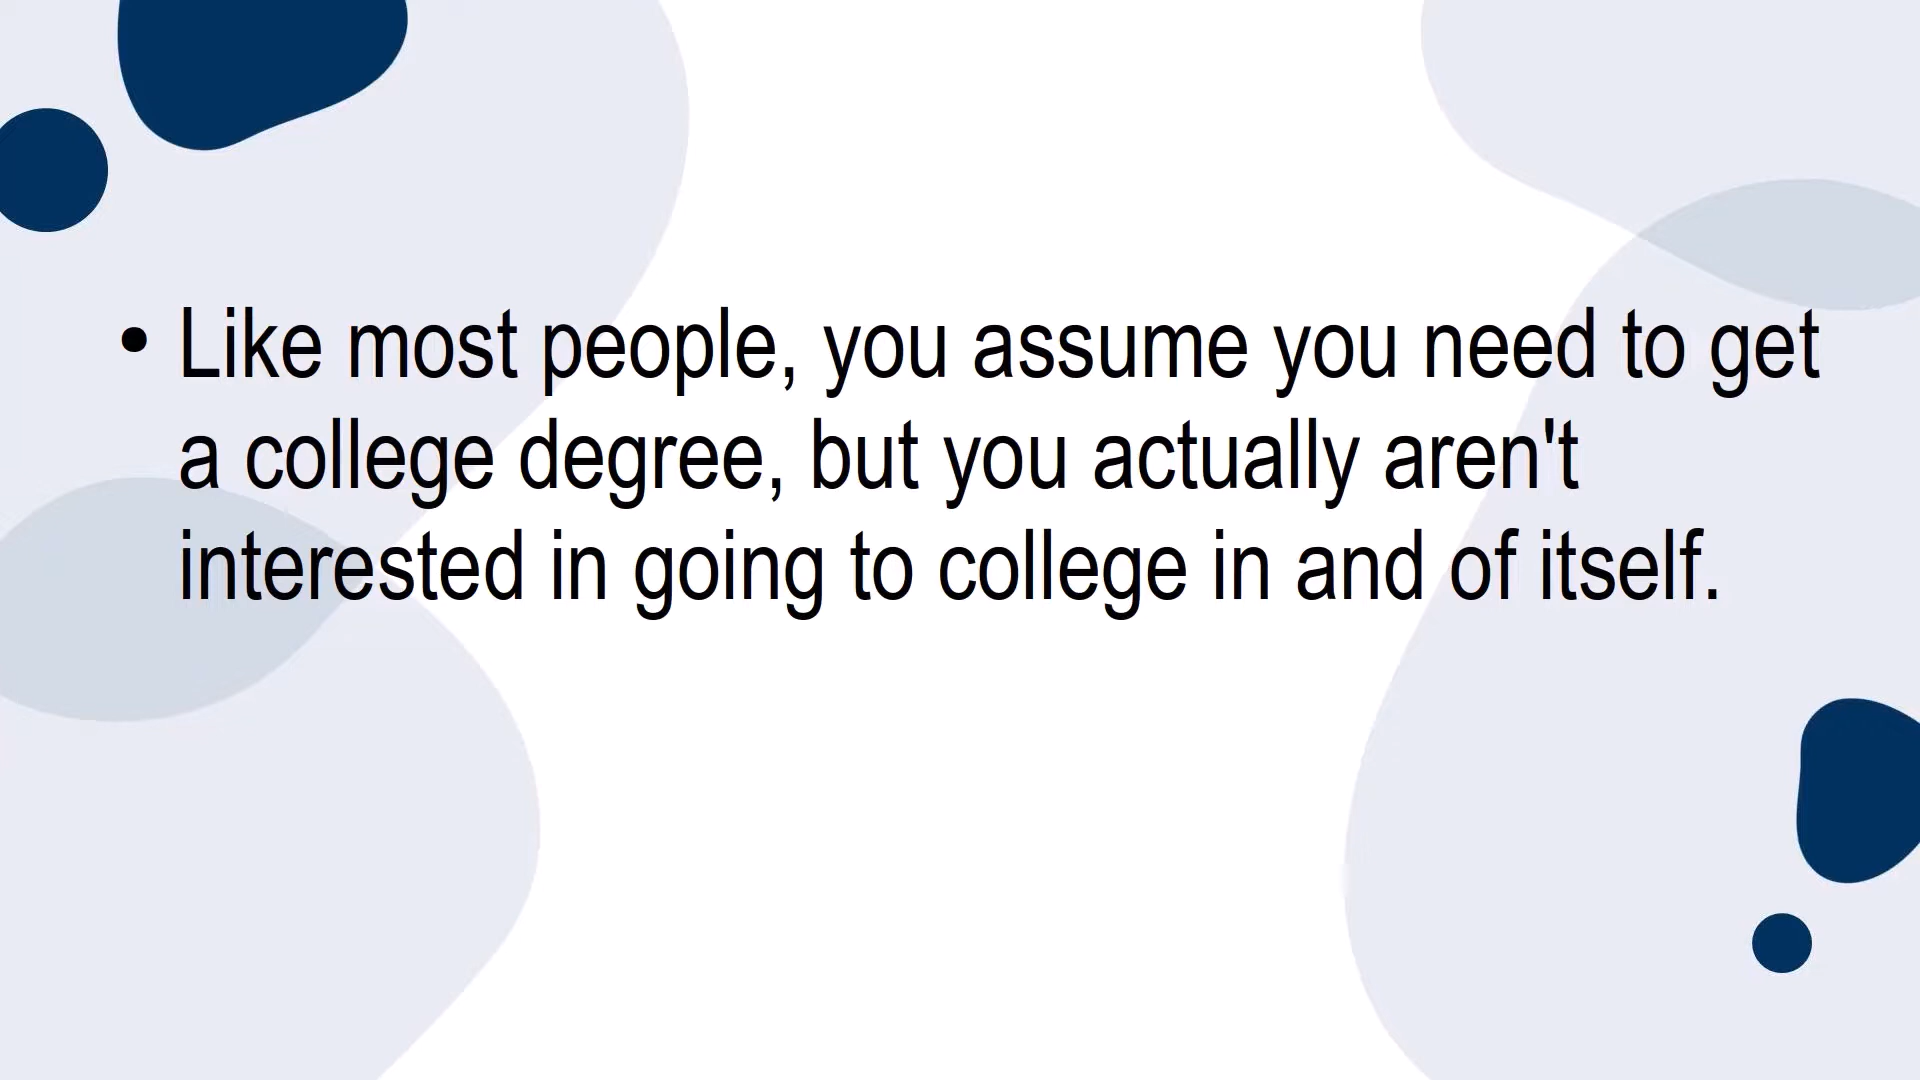 • Like most people, you assume you need to get
a college degree, but you actually aren't
interested in going to college in and of itself.